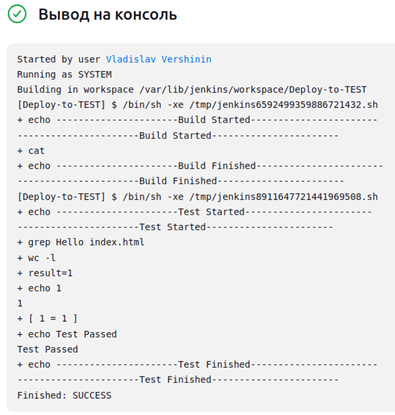 Вывод на консоль
Started by user Vladislav Vershinin
Running as SYSTEM
Building in workspace /var/lib/jenkins/workspace/Deploy-to-TEST
[Deploy-to-TEST] $ /bin/sh -xe /tmp/jenkins6592499359886721432.sh
+ echo ----------------------Build Started-----------------------
----------------------Build Started-----------------------
+ cat
+ echo ----------------------Build Finished-----------------------
----------------------Build Finished-----------------------
[Deploy-to-TEST] $ /bin/sh -xe /tmp/jenkins8911647721441969508.sh
+ echo ----------------------Test Started-----------------------
----------------------Test Started-----------------------
+ grep Hello index.html
+ wc -l
+ result=1
+ echo 1
1
+ [ 1 = 1 ]
+ echo Test Passed
Test Passed
+ echo ----------------------Test Finished-----------------------
----------------------Test Finished-----------------------
Finished: SUCCESS